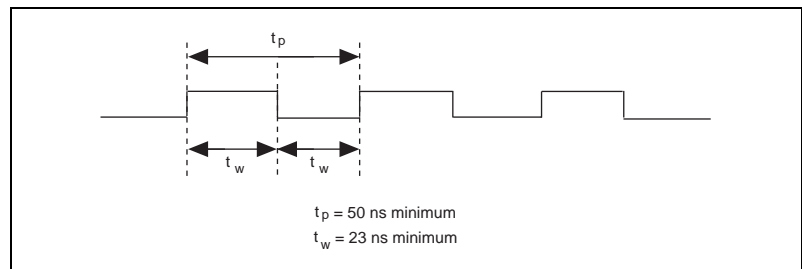 t p
t w t w
t p = 50 ns minimum
t w = 23 ns minimum